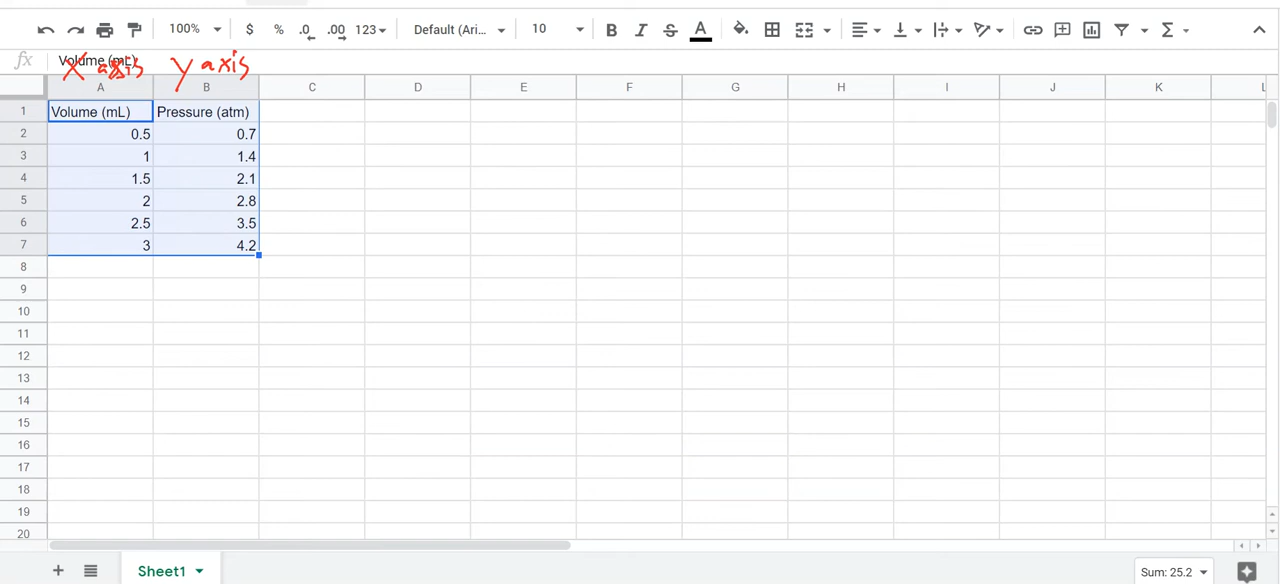 100% $ % .0 .00 123 Default (Ari... 10 B I S A Σ
fx Volume (mL)
X axis Y axis
A B C D E F G H I J K L
1 Volume (mL) Pressure (atm)
2 0.5 0.7
3 1 1.4
4 1.5 2.1
5 2 2.8
6 2.5 3.5
7 3 4.2
8
9
10
11
12
13
14
15
16
17
18
19
20
+ Sheet1 Sum: 25.2